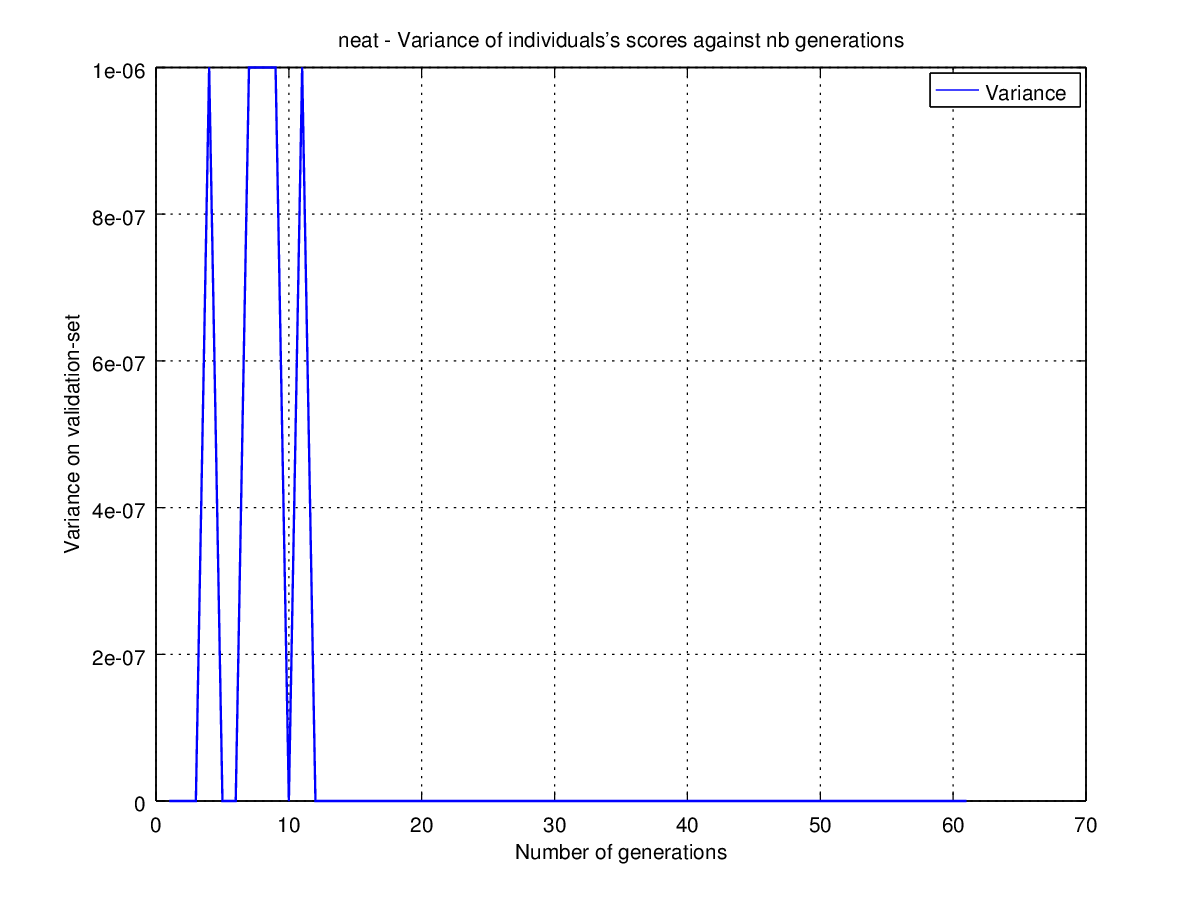 neat - Variance of individuals’s scores against nb generations
1e-06
Variance
8e-07
6e-07
Variance on validation-set
4e-07
2e-07
0
0 10 20 30 40 50 60 70
Number of generations